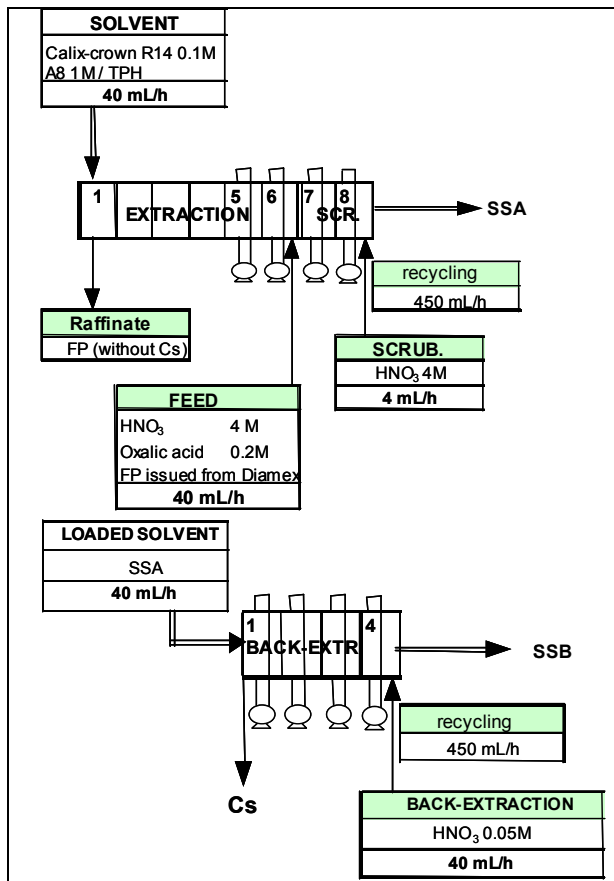 SOLVENT
Calix-crown R14 0.1M
A8 1M / TPH
40 mL/h
1 5 6 7 8
EXTRACTION SCR.
SSA
recycling
450 mL/h
Raffinate
FP (without Cs)
SCRUB.
HNO₃ 4M
4 mL/h
FEED
HNO₃ 4 M
Oxalic acid 0.2M
FP issued from Diamex
40 mL/h
LOADED SOLVENT
SSA
40 mL/h
1 4
BACK-EXTR
SSB
recycling
450 mL/h
Cs
BACK-EXTRACTION
HNO₃ 0.05M
40 mL/h